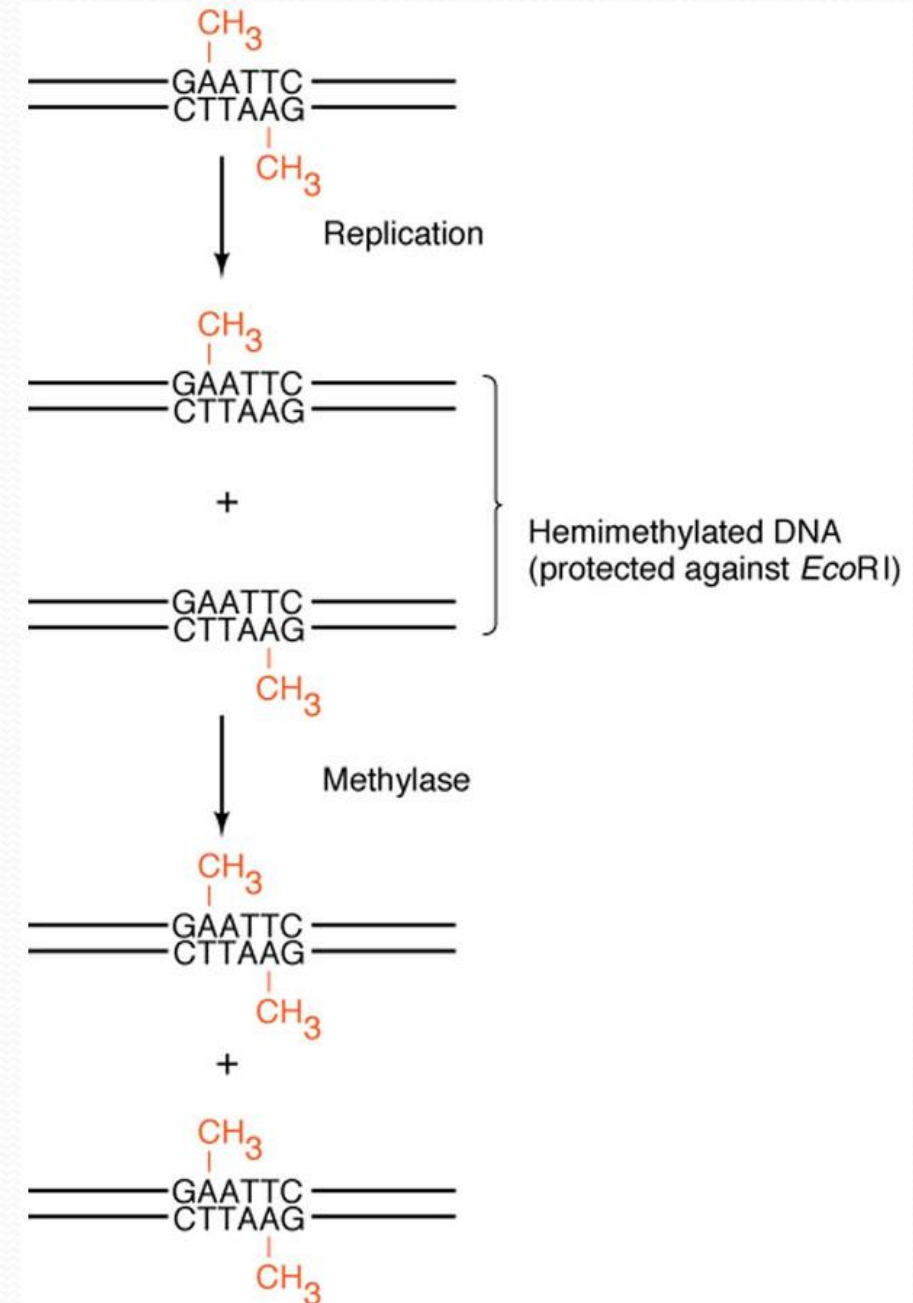 CH3
GAATTC
CTTAAG
CH3
Replication
CH3
GAATTC
CTTAAG
+
Hemimethylated DNA
(protected against EcoRI)
GAATTC
CTTAAG
CH3
Methylase
CH3
GAATTC
CTTAAG
CH3
+
CH3
GAATTC
CTTAAG
CH3